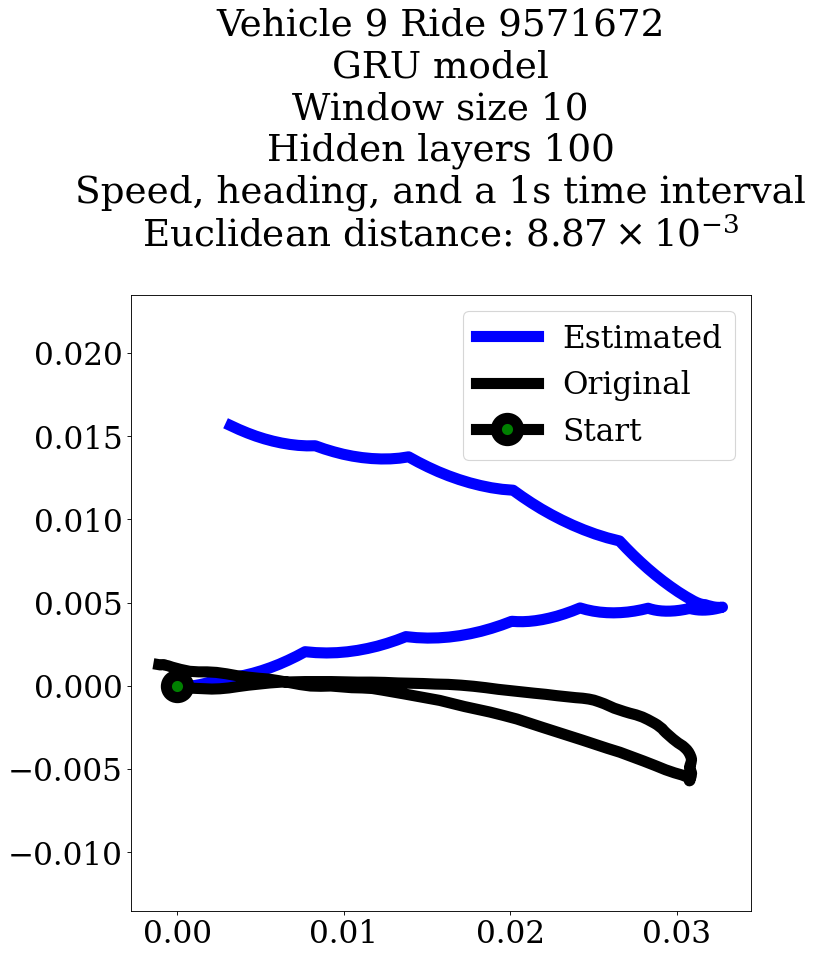 Vehicle 9 Ride 9571672
GRU model
Window size 10
Hidden layers 100
Speed, heading, and a 1s time interval
Euclidean distance: 8.87 × 10⁻³
Estimated
Original
Start
0.020
0.015
0.010
0.005
0.000
−0.005
−0.010
0.00 0.01 0.02 0.03